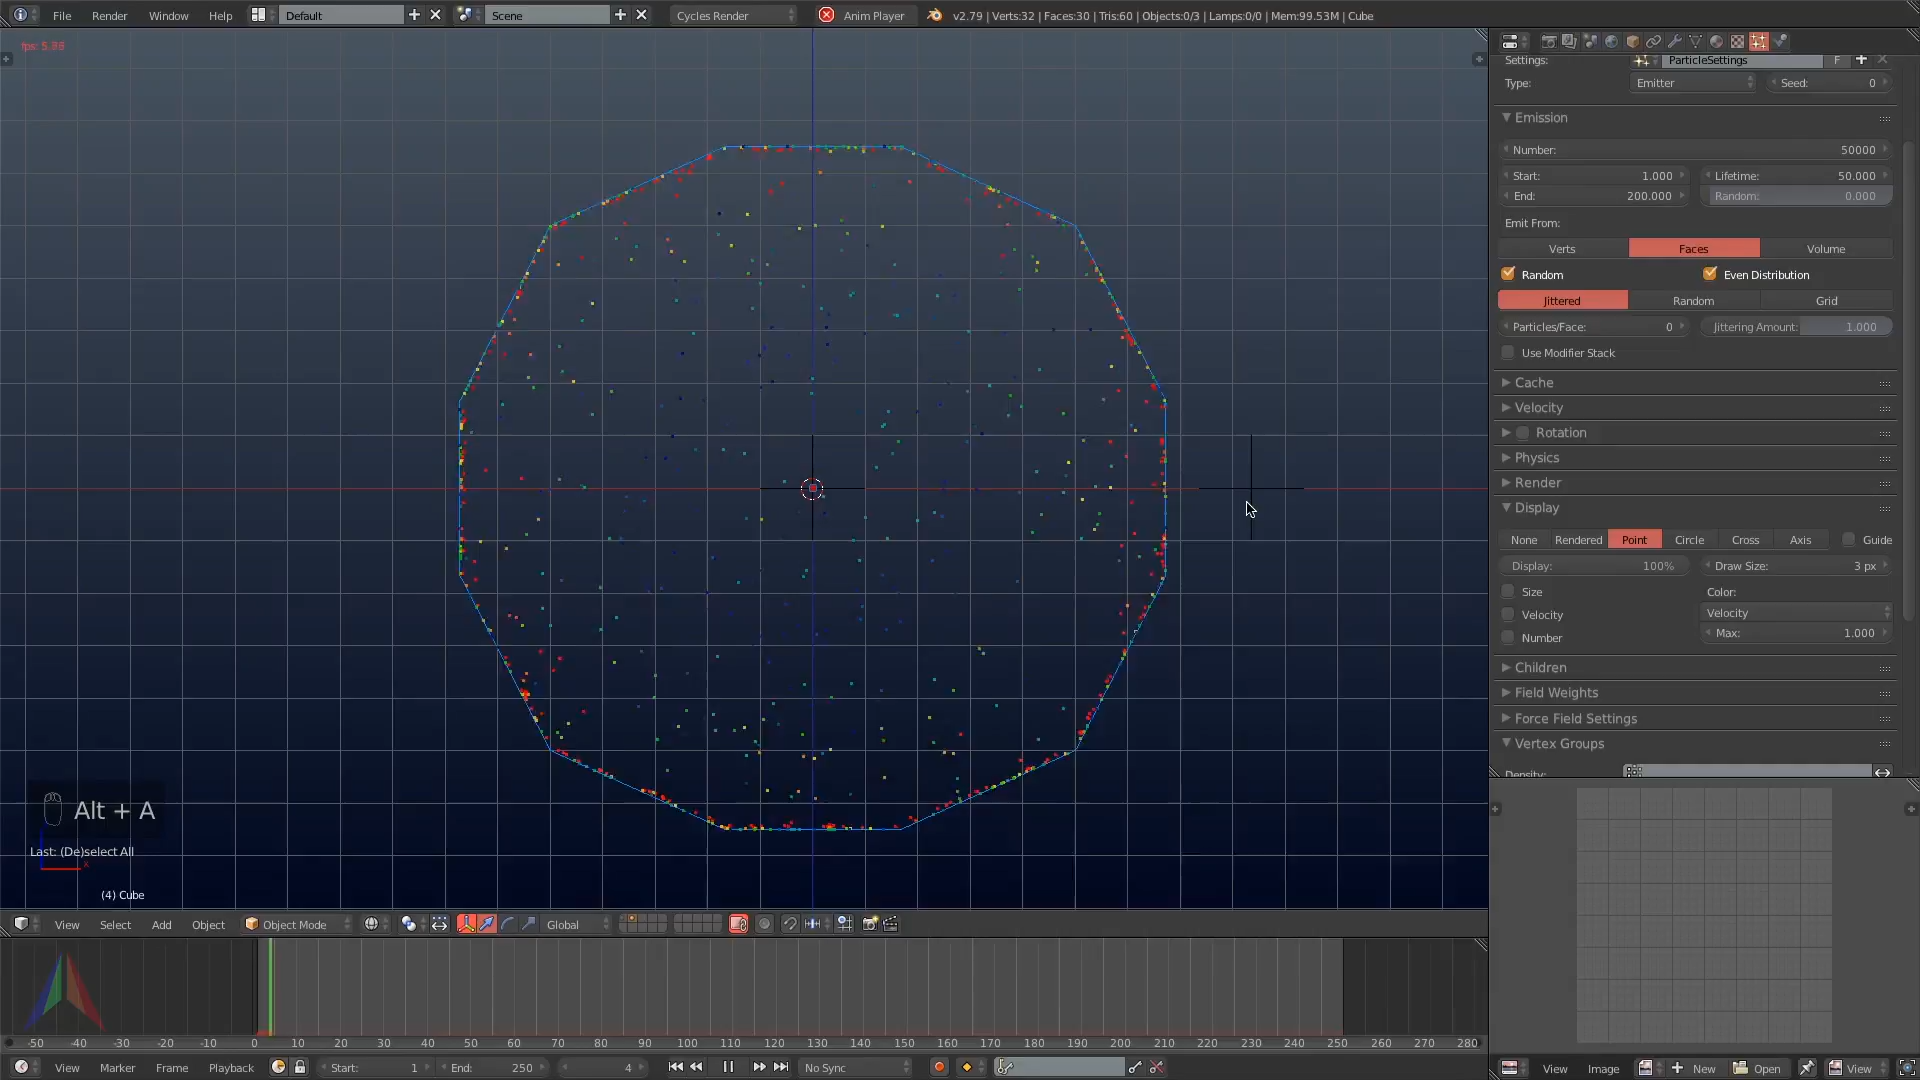 File Render Window Help Default Scene Cycles Render Anim Player v2.79 | Verts:32 | Faces:30 | Tris:60 | Objects:0/3 | Lamps:0/0 | Mem:99.53M | Cube
fps: 5.98
Settings: ParticleSettings F
Type: Emitter Seed: 0
Emission
Number: 50000
Start: 1.000 Lifetime: 50.000
End: 200.000 Random: 0.000
Emit From:
Verts Faces Volume
Random Even Distribution
Jittered Random Grid
Particles/Face: 0 Jittering Amount: 1.000
Use Modifier Stack
Cache
Velocity
Rotation
Physics
Render
Display
None Rendered Point Circle Cross Axis Guide
Display: 100% Draw Size: 3 px
Size Color:
Velocity Velocity
Number Max: 1.000
Children
Field Weights
Force Field Settings
Vertex Groups
Density:
Alt + A
Last: (De)select All
x
(4) Cube
View Select Add Object Object Mode Global
-50 -40 -30 -20 -10 0 10 20 30 40 50 60 70 80 90 100 110 120 130 140 150 160 170 180 190 200 210 220 230 240 250 260 270 280
View Marker Frame Playback Start: 1 End: 250 4 No Sync
View Image New Open View